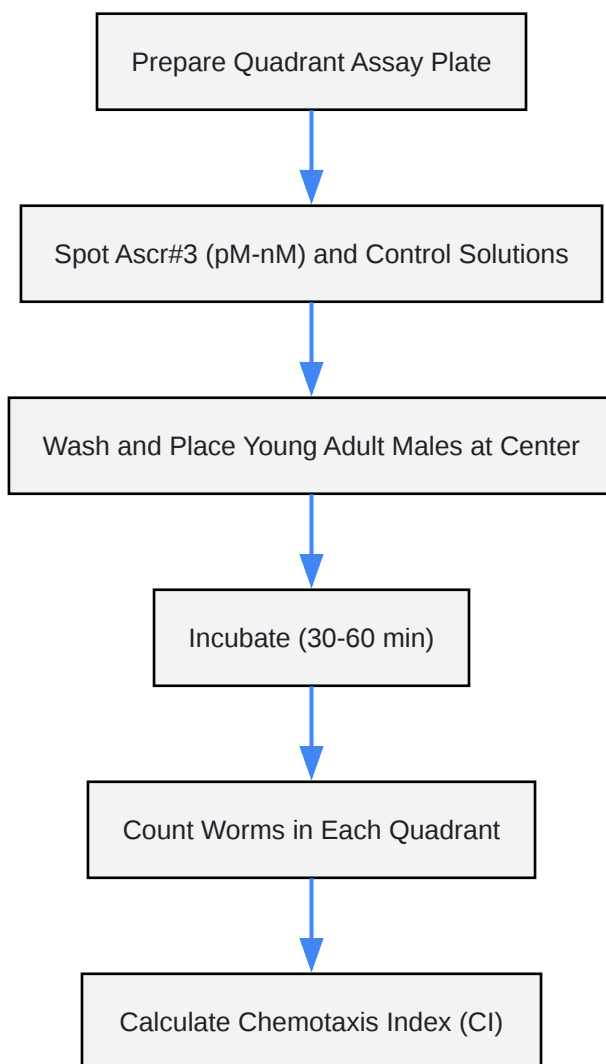 Prepare Quadrant Assay Plate
Spot Ascr#3 (pM-nM) and Control Solutions
Wash and Place Young Adult Males at Center
Incubate (30-60 min)
Count Worms in Each Quadrant
Calculate Chemotaxis Index (CI)